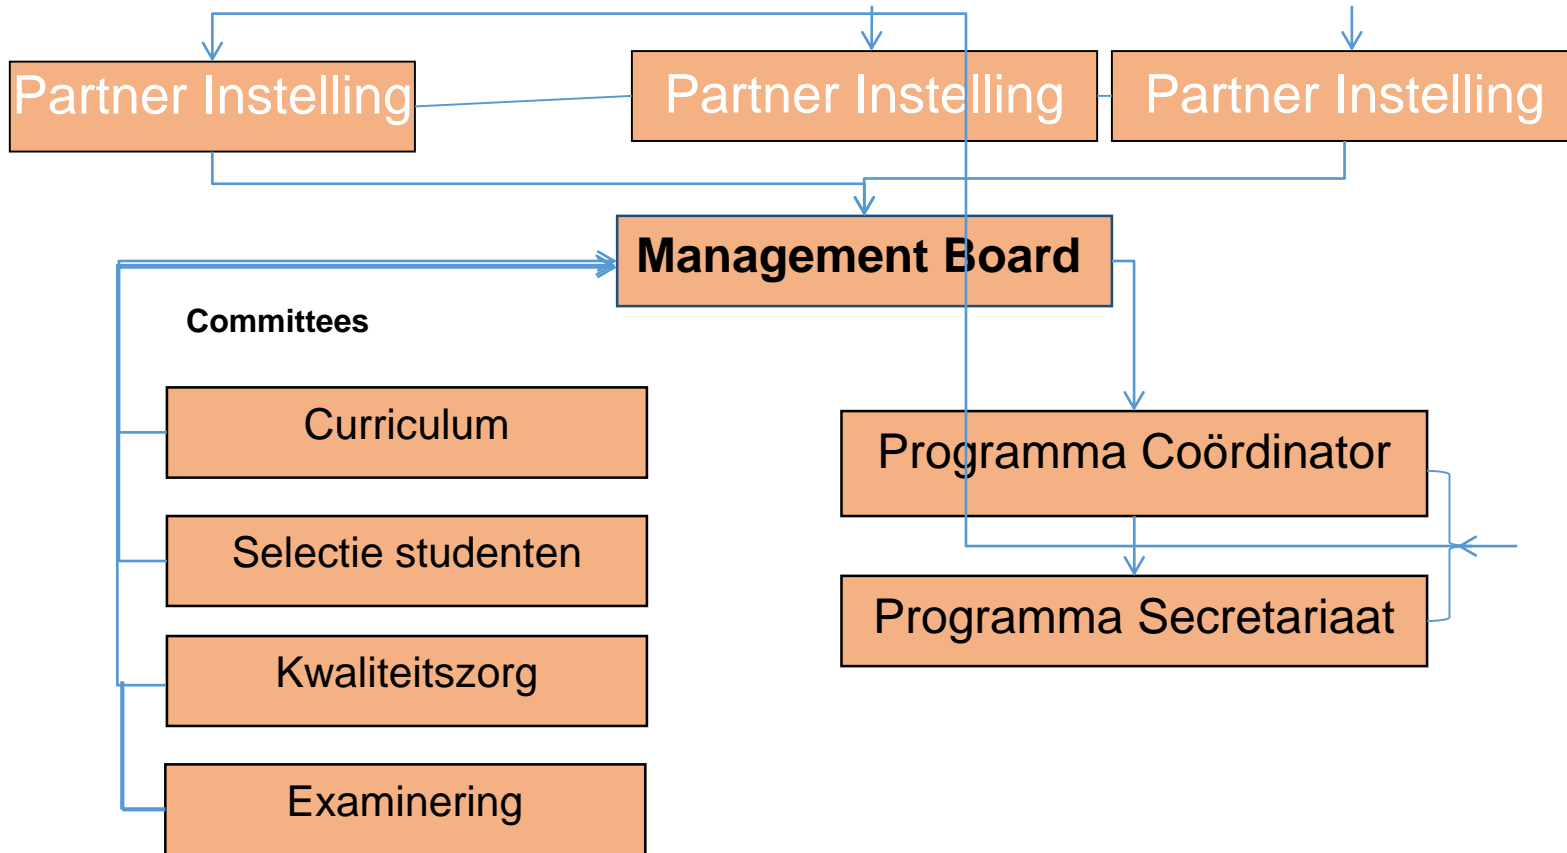 Partner Instelling
Partner Instelling
Partner Instelling
Management Board
Committees
Curriculum
Programma Coördinator
Selectie studenten
Programma Secretariaat
Kwaliteitszorg
Examinering